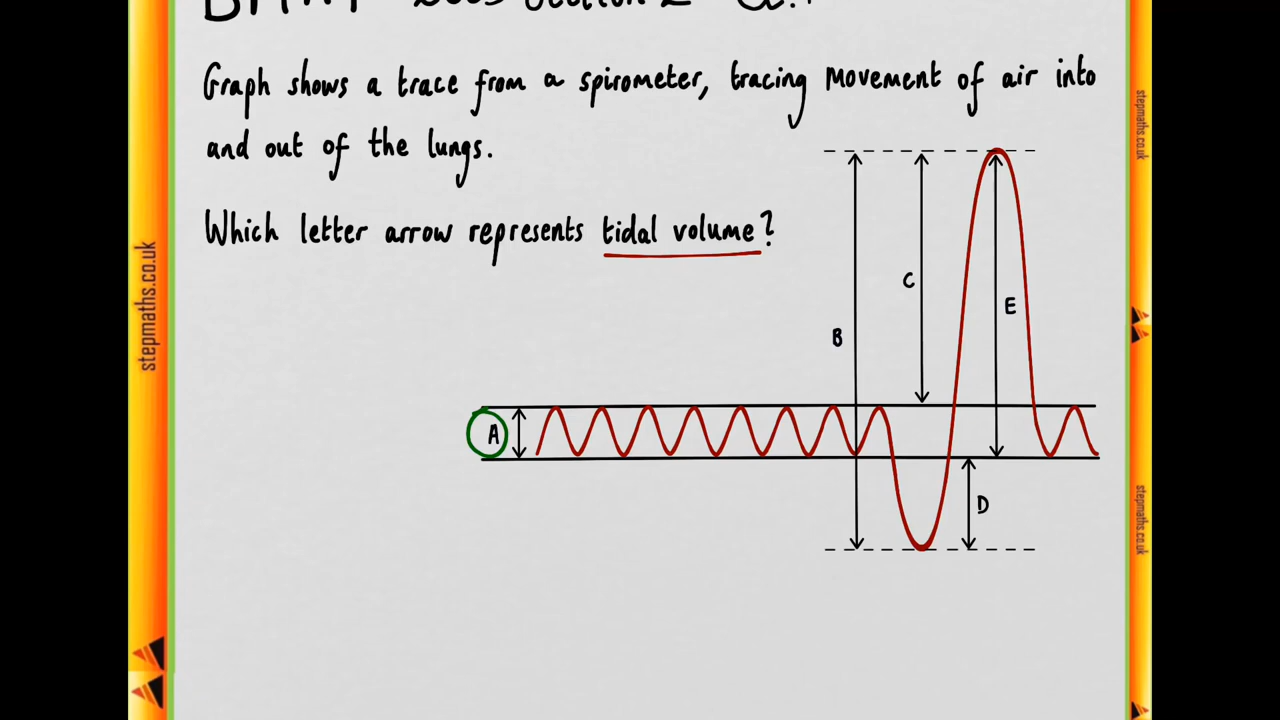 Graph shows a trace from a spirometer, tracing movement of air into
and out of the lungs.
Which letter arrow represents tidal volume?
stepmaths.co.uk
stepmaths.co.uk
stepmaths.co.uk
A
B
C
D
E